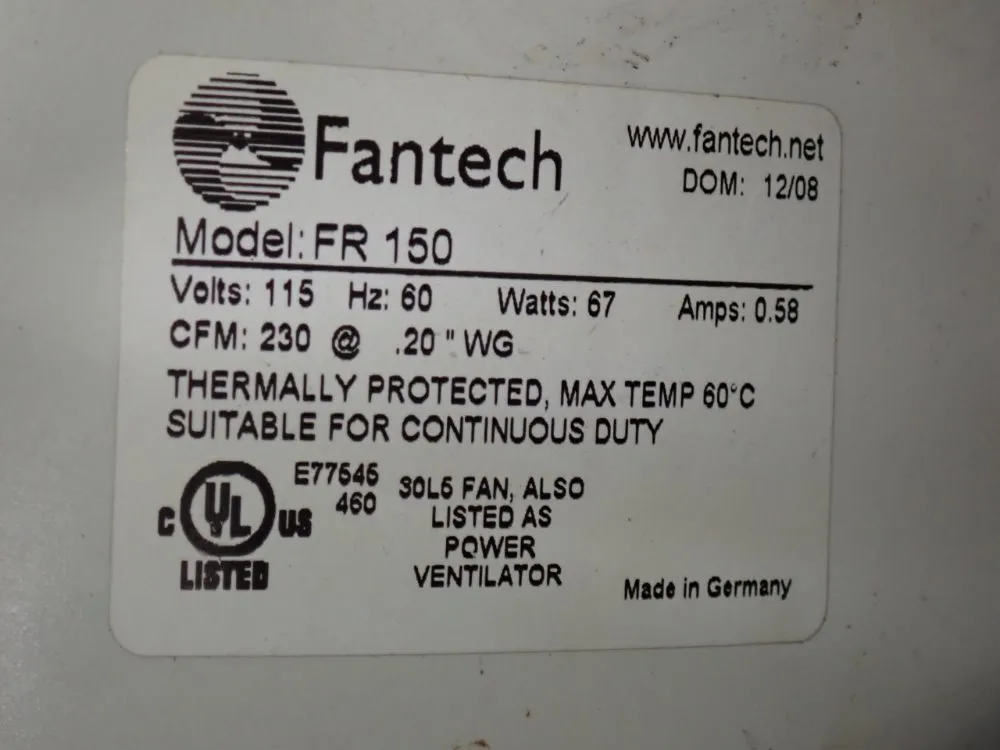 Fantech
www.fantech.net
DOM: 12/08
Model: FR 150
Volts: 115 Hz: 60 Watts: 67 Amps: 0.58
CFM: 230 @ .20 " WG
THERMALLY PROTECTED, MAX TEMP 60°C
SUITABLE FOR CONTINUOUS DUTY
E77545
460
C UL US
LISTED
30L5 FAN, ALSO
LISTED AS
POWER
VENTILATOR
Made in Germany